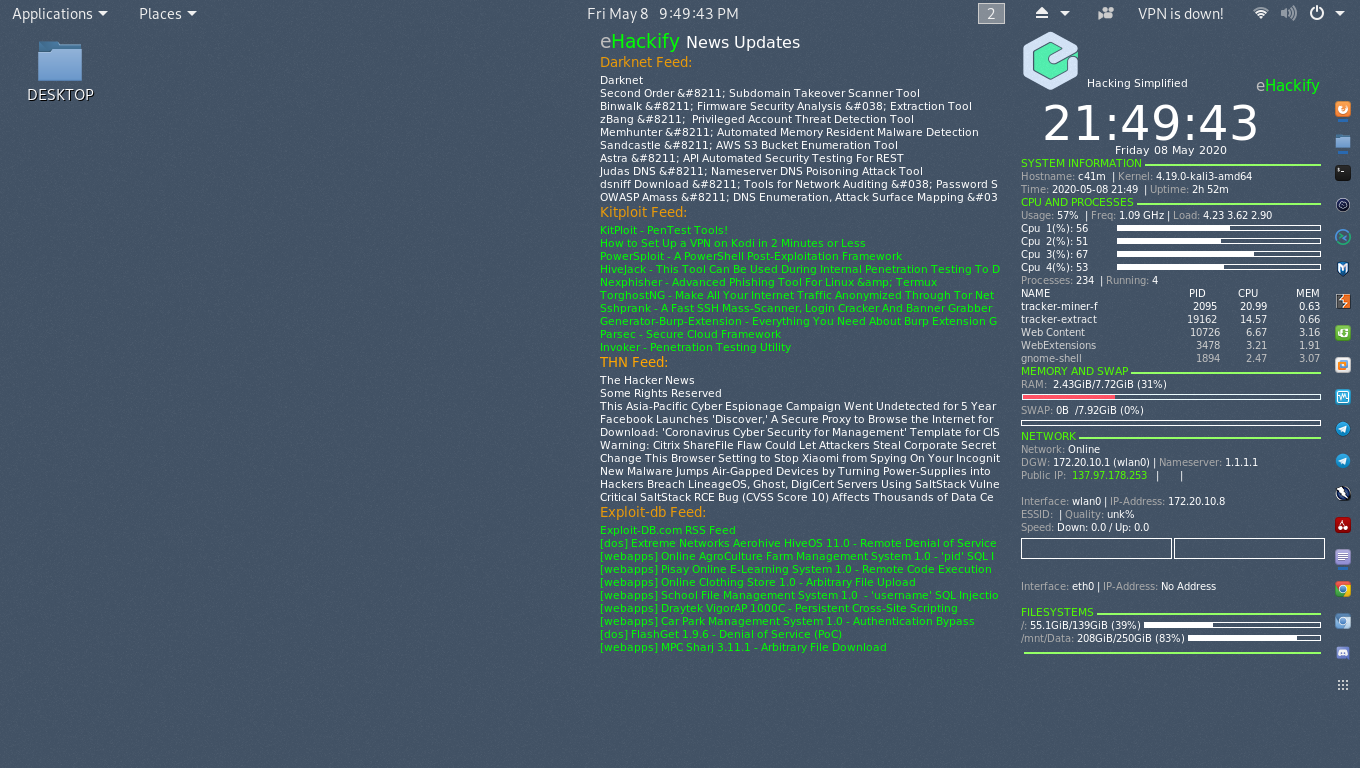 Applications Places Fri May 8 9:49:43 PM 2 VPN is down!
DESKTOP
eHackify News Updates
Darknet Feed:
Darknet
Second Order &#8211; Subdomain Takeover Scanner Tool
Binwalk &#8211; Firmware Security Analysis &#038; Extraction Tool
zBang &#8211;  Privileged Account Threat Detection Tool
Memhunter &#8211; Automated Memory Resident Malware Detection
Sandcastle &#8211; AWS S3 Bucket Enumeration Tool
Astra &#8211; API Automated Security Testing For REST
Judas DNS &#8211; Nameserver DNS Poisoning Attack Tool
dsniff Download &#8211; Tools for Network Auditing &#038; Password S
OWASP Amass &#8211; DNS Enumeration, Attack Surface Mapping &#03
Kitploit Feed:
KitPloit - PenTest Tools!
How to Set Up a VPN on Kodi in 2 Minutes or Less
PowerSploit - A PowerShell Post-Exploitation Framework
HiveJack - This Tool Can Be Used During Internal Penetration Testing To D
Nexphisher - Advanced Phishing Tool For Linux &amp; Termux
TorghostNG - Make All Your Internet Traffic Anonymized Through Tor Net
Sshprank - A Fast SSH Mass-Scanner, Login Cracker And Banner Grabber
Generator-Burp-Extension - Everything You Need About Burp Extension G
Parsec - Secure Cloud Framework
Invoker - Penetration Testing Utility
THN Feed:
The Hacker News
Some Rights Reserved
This Asia-Pacific Cyber Espionage Campaign Went Undetected for 5 Year
Facebook Launches 'Discover,' A Secure Proxy to Browse the Internet for
Download: 'Coronavirus Cyber Security for Management' Template for CIS
Warning: Citrix ShareFile Flaw Could Let Attackers Steal Corporate Secret
Change This Browser Setting to Stop Xiaomi from Spying On Your Incognit
New Malware Jumps Air-Gapped Devices by Turning Power-Supplies into
Hackers Breach LineageOS, Ghost, DigiCert Servers Using SaltStack Vulne
Critical SaltStack RCE Bug (CVSS Score 10) Affects Thousands of Data Ce
Exploit-db Feed:
Exploit-DB.com RSS Feed
[dos] Extreme Networks Aerohive HiveOS 11.0 - Remote Denial of Service
[webapps] Online AgroCulture Farm Management System 1.0 - 'pid' SQL I
[webapps] Pisay Online E-Learning System 1.0 - Remote Code Execution
[webapps] Online Clothing Store 1.0 - Arbitrary File Upload
[webapps] School File Management System 1.0  - 'username' SQL Injectio
[webapps] Draytek VigorAP 1000C - Persistent Cross-Site Scripting
[webapps] Car Park Management System 1.0 - Authentication Bypass
[dos] FlashGet 1.9.6 - Denial of Service (PoC)
[webapps] MPC Sharj 3.11.1 - Arbitrary File Download
Hacking Simplified eHackify
21:49:43
Friday 08 May 2020
SYSTEM INFORMATION
Hostname: c41m | Kernel: 4.19.0-kali3-amd64
Time: 2020-05-08 21:49 | Uptime: 2h 52m
CPU AND PROCESSES
Usage: 57% | Freq: 1.09 GHz | Load: 4.23 3.62 2.90
Cpu 1(%): 56
Cpu 2(%): 51
Cpu 3(%): 67
Cpu 4(%): 53
Processes: 234 | Running: 4
NAME PID CPU MEM
tracker-miner-f 2095 20.99 0.63
tracker-extract 19162 14.57 0.66
Web Content 10726 6.67 3.16
WebExtensions 3478 3.21 1.91
gnome-shell 1894 2.47 3.07
MEMORY AND SWAP
RAM: 2.43GiB/7.72GiB (31%)
SWAP: 0B /7.92GiB (0%)
NETWORK
Network: Online
DGW: 172.20.10.1 (wlan0) | Nameserver: 1.1.1.1
Public IP: 137.97.178.253 | |
Interface: wlan0 | IP-Address: 172.20.10.8
ESSID: | Quality: unk%
Speed: Down: 0.0 / Up: 0.0
Interface: eth0 | IP-Address: No Address
FILESYSTEMS
/: 55.1GiB/139GiB (39%)
/mnt/Data: 208GiB/250GiB (83%)